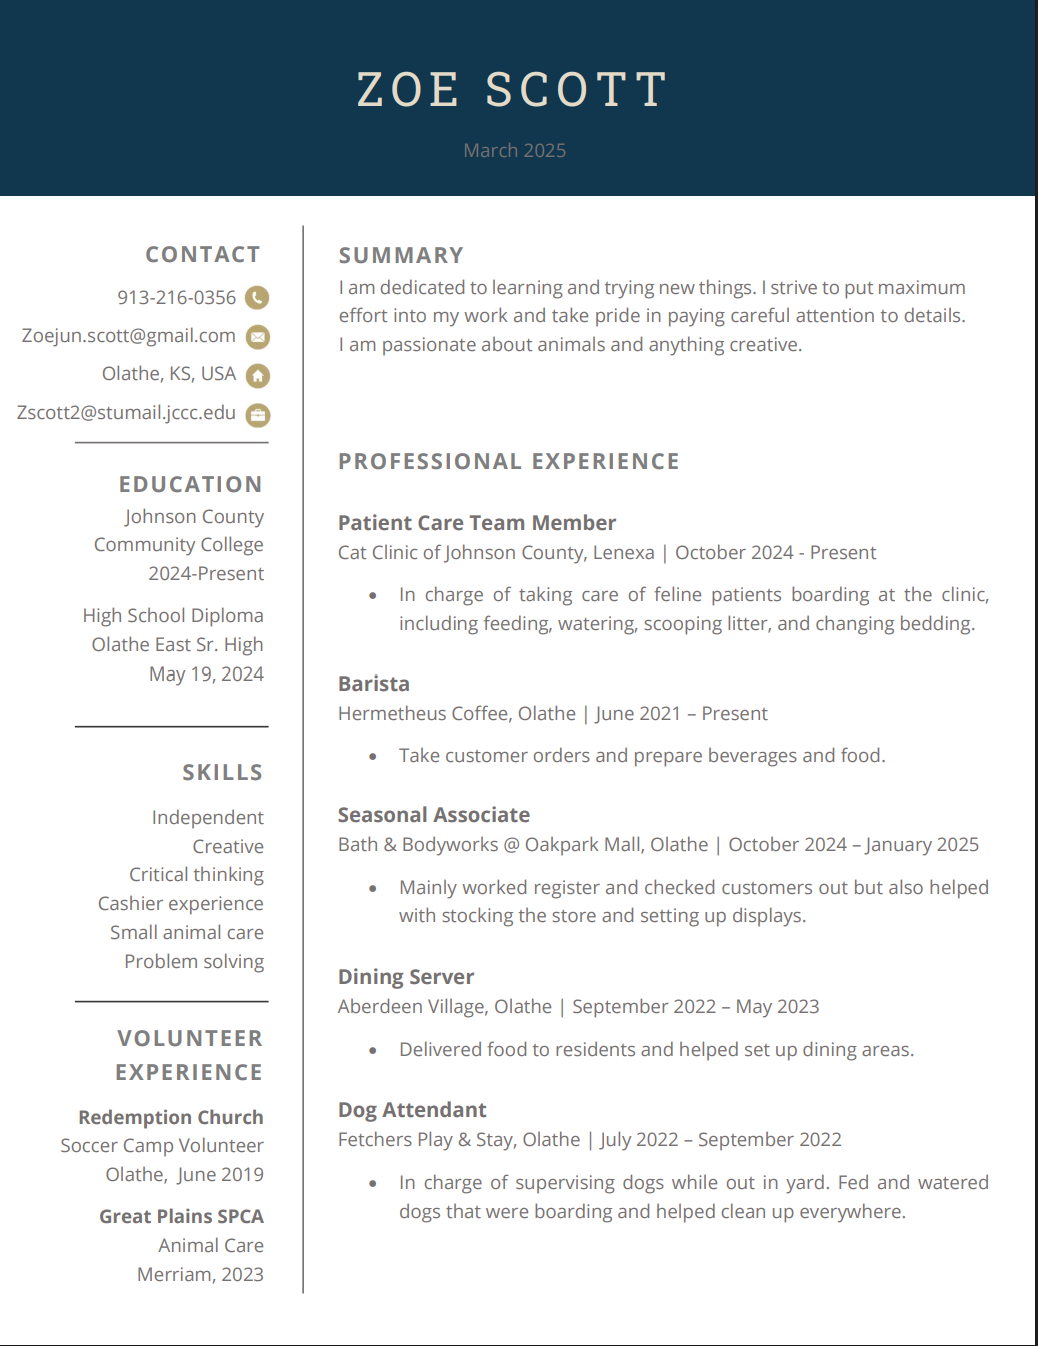 ZOE SCOTT
March 2025
CONTACT
913-216-0356
Zoejun.scott@gmail.com
Olathe, KS, USA
Zscott2@stumail.jccc.edu
EDUCATION
Johnson County
Community College
2024-Present
High School Diploma
Olathe East Sr. High
May 19, 2024
SKILLS
Independent
Creative
Critical thinking
Cashier experience
Small animal care
Problem solving
VOLUNTEER
EXPERIENCE
Redemption Church
Soccer Camp Volunteer
Olathe, June 2019
Great Plains SPCA
Animal Care
Merriam, 2023
SUMMARY
I am dedicated to learning and trying new things. I strive to put maximum
effort into my work and take pride in paying careful attention to details.
I am passionate about animals and anything creative.
PROFESSIONAL EXPERIENCE
Patient Care Team Member
Cat Clinic of Johnson County, Lenexa | October 2024 - Present
• In charge of taking care of feline patients boarding at the clinic,
including feeding, watering, scooping litter, and changing bedding.
Barista
Hermetheus Coffee, Olathe | June 2021 – Present
• Take customer orders and prepare beverages and food.
Seasonal Associate
Bath & Bodyworks @ Oakpark Mall, Olathe | October 2024 – January 2025
• Mainly worked register and checked customers out but also helped
with stocking the store and setting up displays.
Dining Server
Aberdeen Village, Olathe | September 2022 – May 2023
• Delivered food to residents and helped set up dining areas.
Dog Attendant
Fetchers Play & Stay, Olathe | July 2022 – September 2022
• In charge of supervising dogs while out in yard. Fed and watered
dogs that were boarding and helped clean up everywhere.